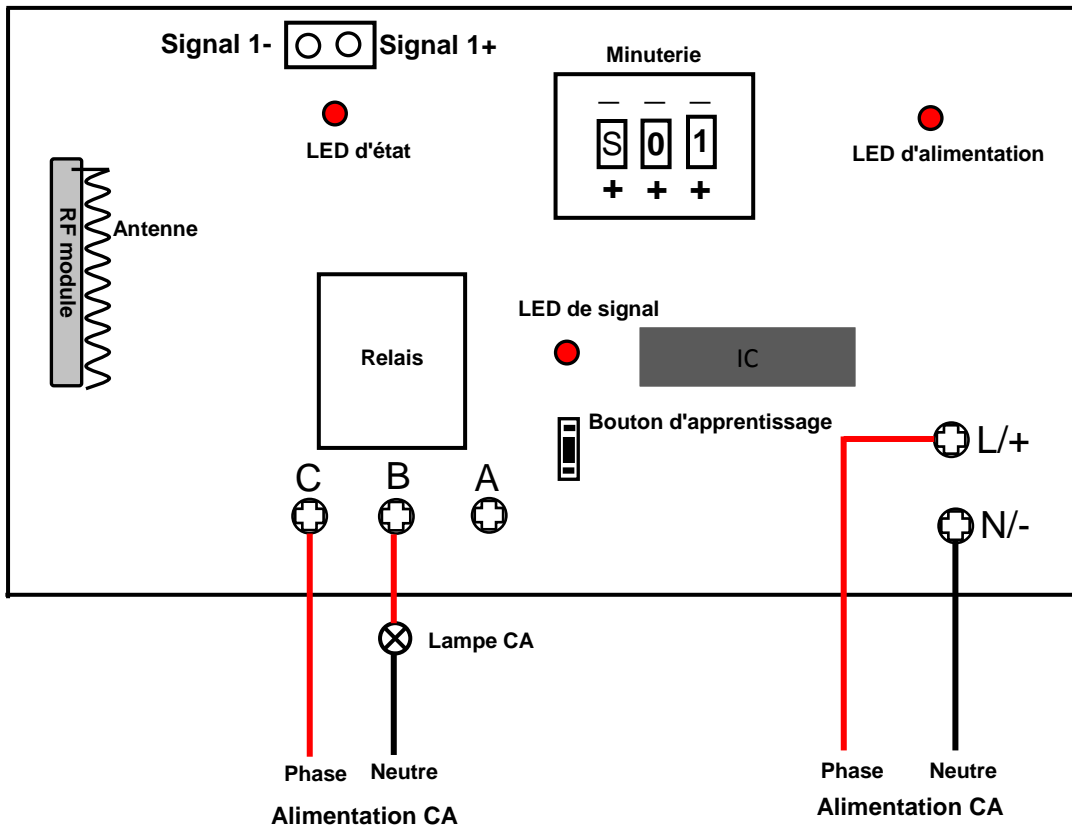 Signal 1- Signal 1+
Minuterie
LED d'état
LED d'alimentation
— — —
S 0 1
+ + +
RF module
Antenne
LED de signal
Relais
IC
Bouton d'apprentissage
L/+
C B A
N/-
Lampe CA
Phase Neutre
Alimentation CA
Phase Neutre
Alimentation CA